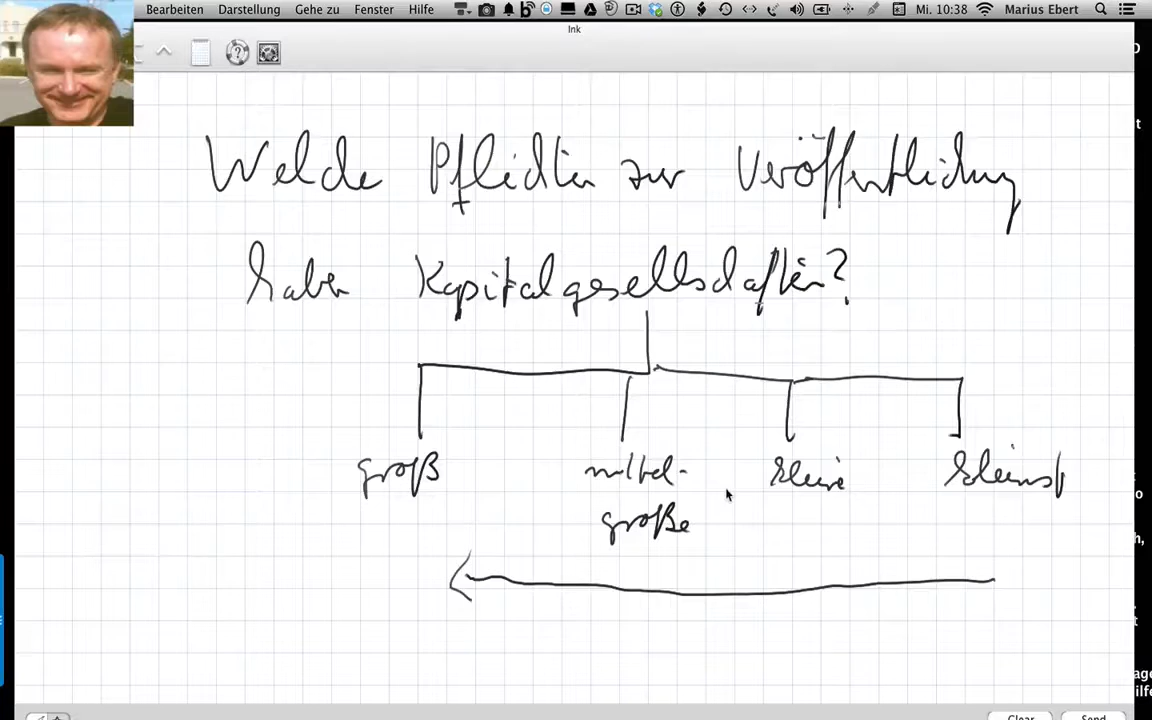 Bearbeiten Darstellung Gehe zu Fenster Hilfe Mi. 10:38 Marius Ebert
Ink
Welche Pflichten zur Veröffentlichung
haben Kapitalgesellschaften?
groß mittel- kleine kleinst
große
Clear Send